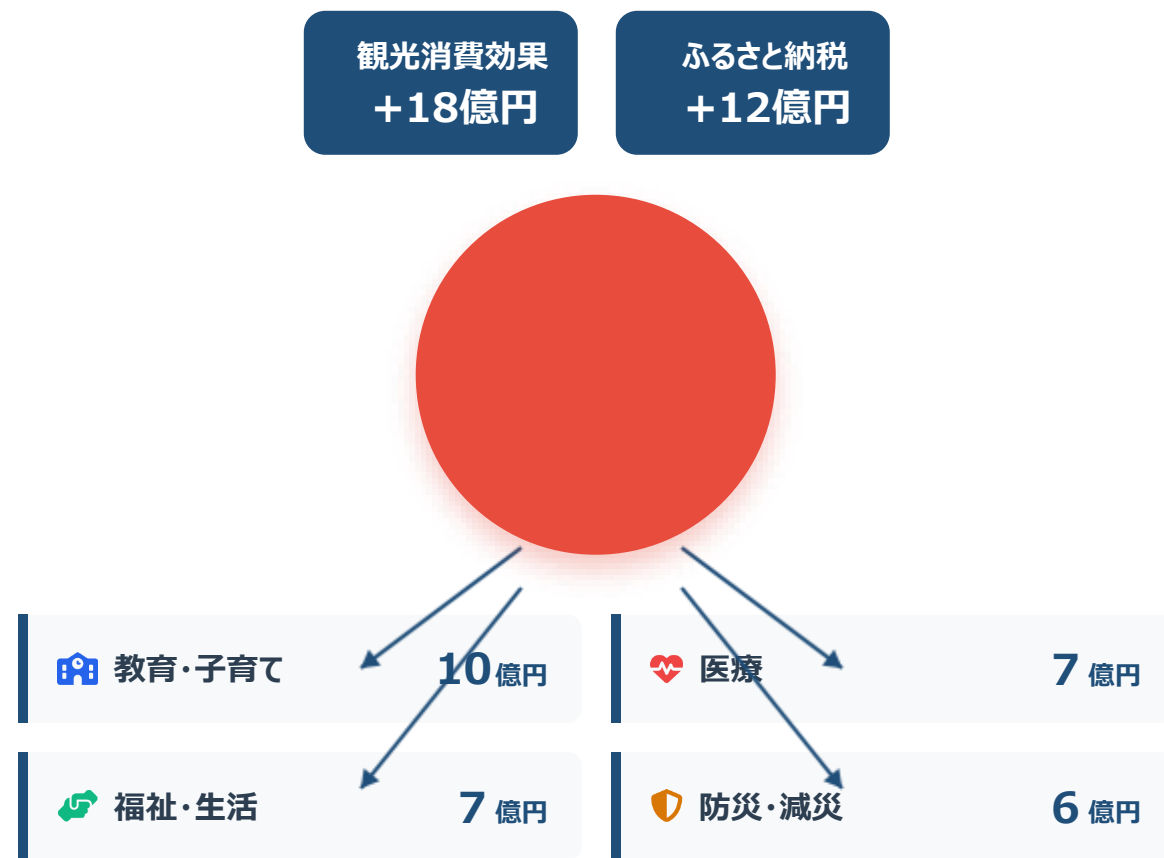 観光消費効果
+18億円
ふるさと納税
+12億円
教育・子育て 10億円
医療 7億円
福祉・生活 7億円
防災・減災 6億円